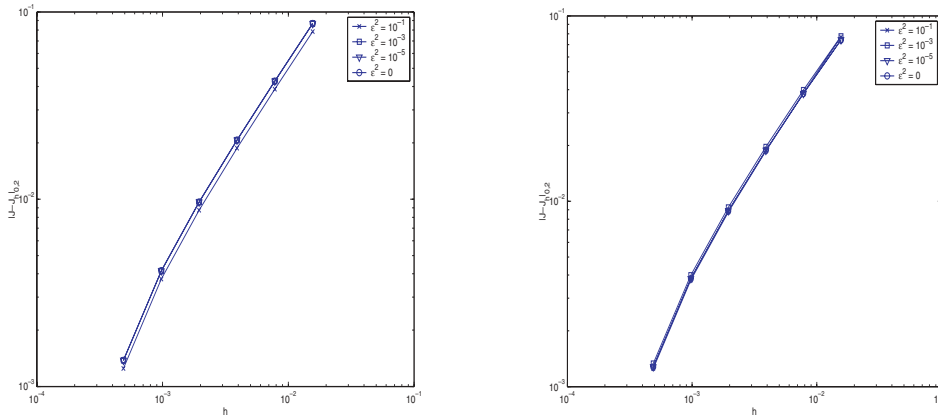 10⁻¹
10⁻²
10⁻³
|J−Jₕ|₀,₂
ε² = 10⁻¹
ε² = 10⁻³
ε² = 10⁻⁵
ε² = 0
10⁻⁴ 10⁻³ 10⁻² 10⁻¹
h
10⁻¹
10⁻²
10⁻³
|J−Jₕ|₀,₂
ε² = 10⁻¹
ε² = 10⁻³
ε² = 10⁻⁵
ε² = 0
10⁻⁴ 10⁻³ 10⁻²
h